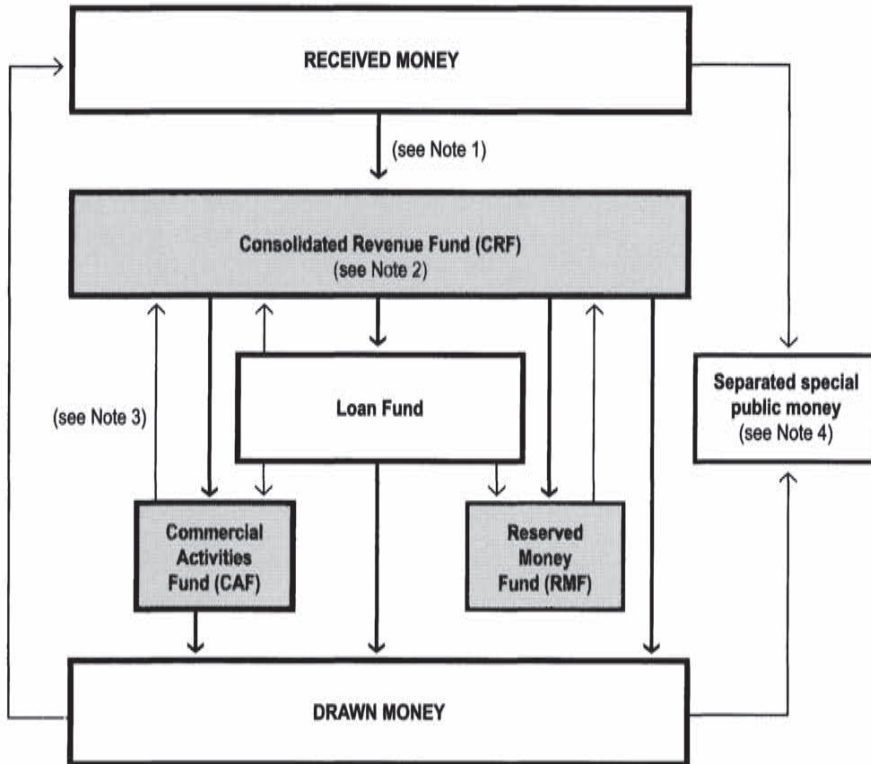 RECEIVED MONEY
(see Note 1)
Consolidated Revenue Fund (CRF)
(see Note 2)
Loan Fund
(see Note 3)
Separated special
public money
(see Note 4)
Commercial
Activities
Fund (CAF)
Reserved
Money
Fund (RMF)
DRAWN MONEY